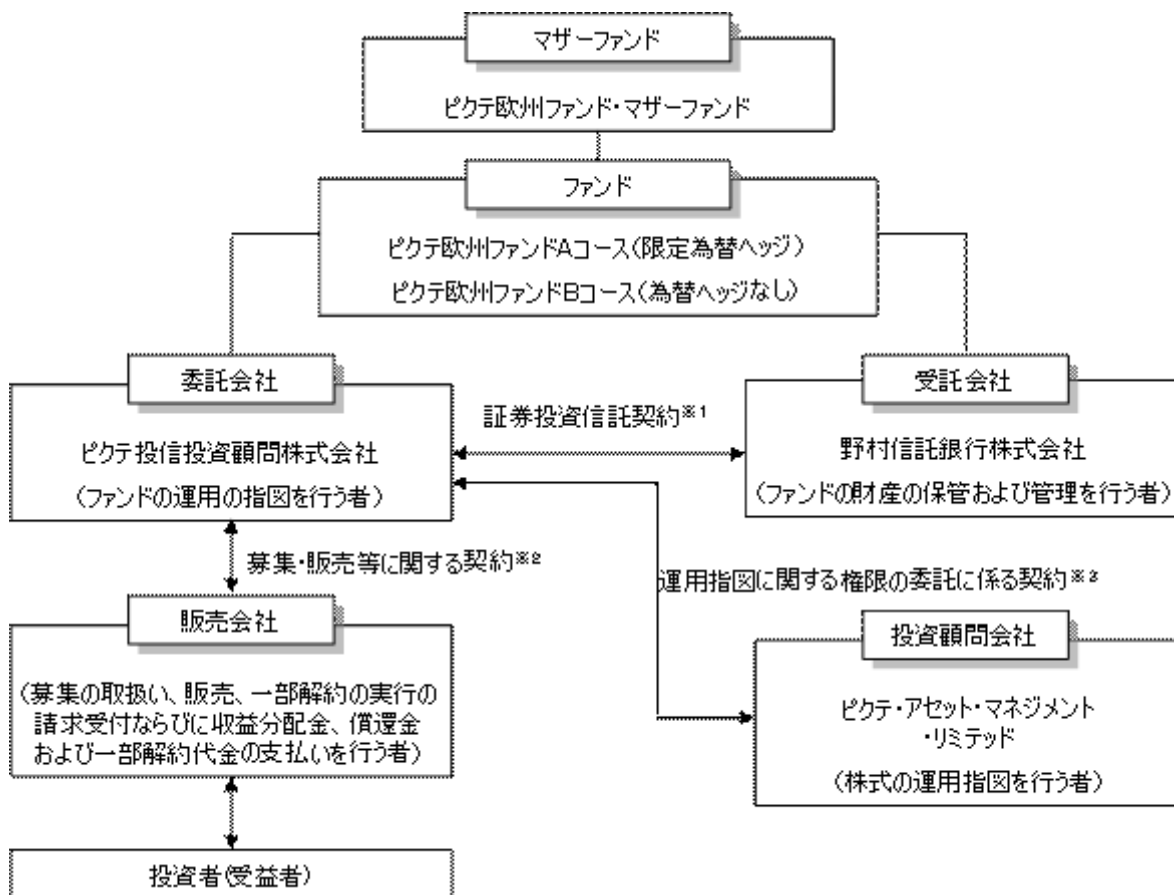 マザーファンド
ピクテ欧州ファンド・マザーファンド
ファンド
ピクテ欧州ファンドAコース(限定為替ヘッジ)
ピクテ欧州ファンドBコース(為替ヘッジなし)
委託会社
ピクテ投信投資顧問株式会社
(ファンドの運用の指図を行う者)
証券投資信託契約※1
受託会社
野村信託銀行株式会社
(ファンドの財産の保管および管理を行う者)
募集・販売等に関する契約※2
運用指図に関する権限の委託に係る契約※3
販売会社
(募集の取扱い、販売、一部解約の実行の
請求受付ならびに収益分配金、償還金
および一部解約代金の支払いを行う者)
投資顧問会社
ピクテ・アセット・マネジメント
・リミテッド
(株式の運用指図を行う者)
投資者(受益者)